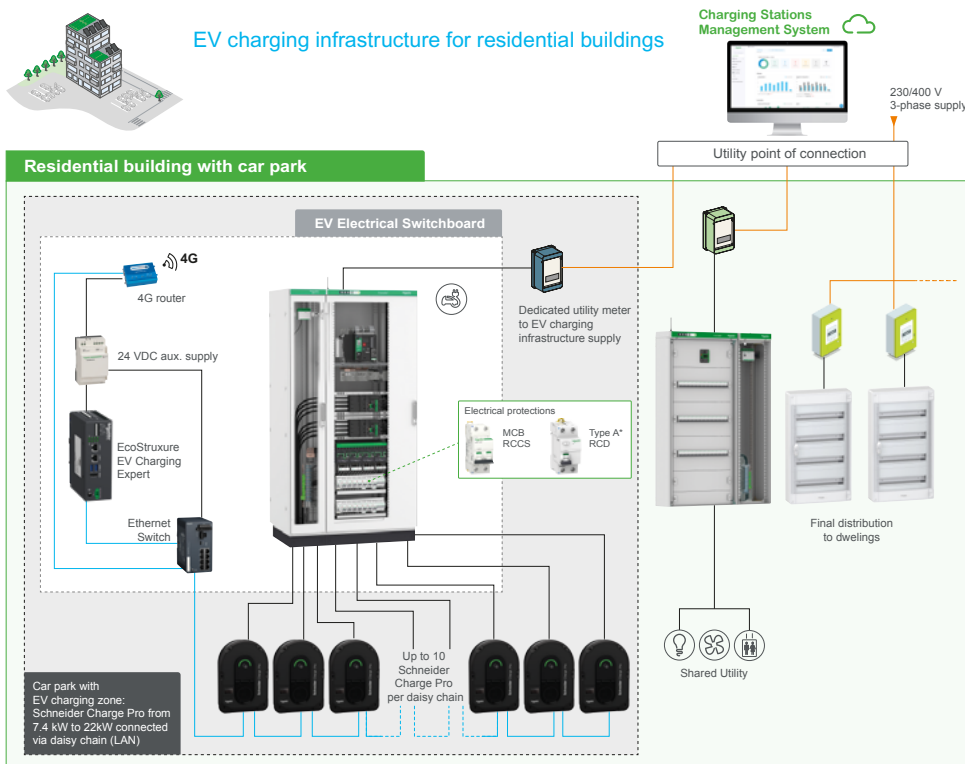 Charging Stations
Management System
EV charging infrastructure for residential buildings
230/400 V
3-phase supply
Utility point of connection
Residential building with car park
EV Electrical Switchboard
4G
4G router
Dedicated utility meter
to EV charging
infrastructure supply
24 VDC aux. supply
Electrical protections
MCB
RCCS
Type A*
RCD
EcoStruxure
EV Charging
Expert
Ethernet
Switch
Final distribution
to dwelings
Up to 10
Schneider
Charge Pro
per daisy chain
Shared Utility
Car park with
EV charging zone:
Schneider Charge Pro from
7.4 kW to 22kW connected
via daisy chain (LAN)